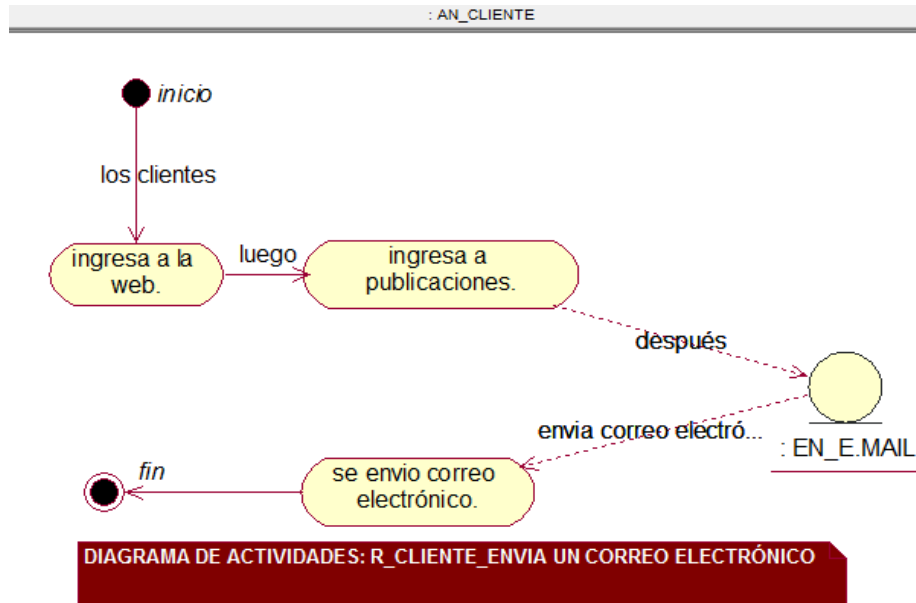 : AN_CLIENTE
inicio
los clientes
ingresa a la
web.
luego
ingresa a
publicaciones.
después
envia correo electró...
: EN_E.MAIL
fin
se envio correo
electrónico.
DIAGRAMA DE ACTIVIDADES: R_CLIENTE_ENVIA UN CORREO ELECTRÓNICO